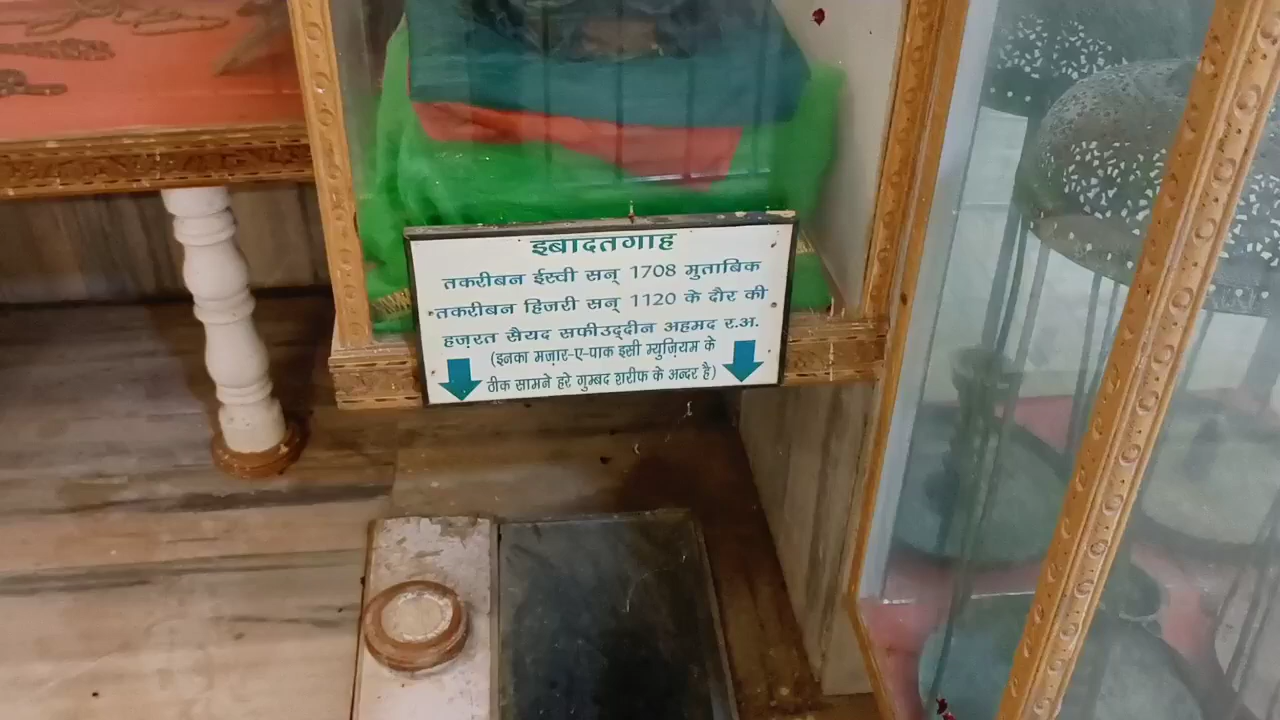 इबादतगाह
तकरीबन ईस्वी सन् 1708 मुताबिक
तकरीबन हिजरी सन् 1120 के दौर की
हज़रत सैयद सफीउद्दीन अहमद र.अ.
(इनका मज़ार-ए-पाक इसी म्युज़ियम के
ठीक सामने हरे गुम्बद शरीफ के अन्दर है)